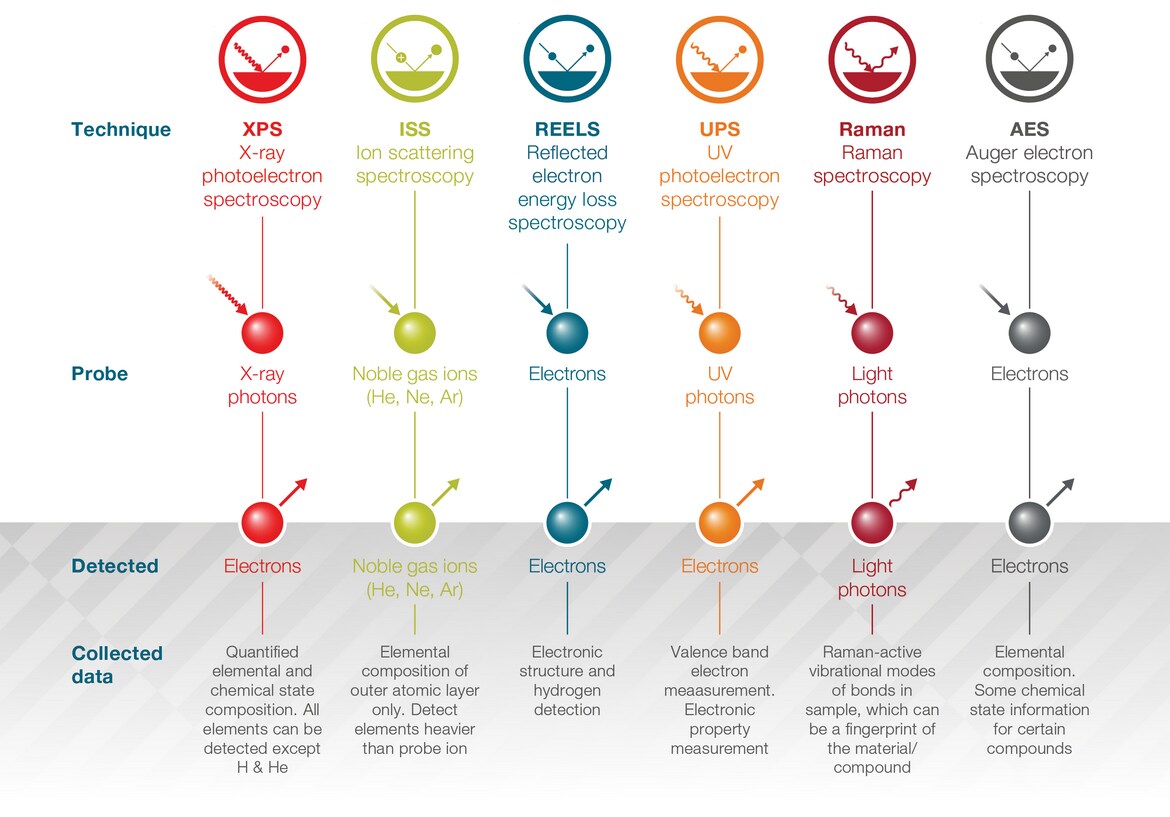 Technique
XPS
X-ray
photoelectron
spectroscopy
ISS
Ion scattering
spectroscopy
REELS
Reflected
electron
energy loss
spectroscopy
UPS
UV
photoelectron
spectroscopy
Raman
Raman
spectroscopy
AES
Auger electron
spectroscopy
Probe
X-ray
photons
Noble gas ions
(He, Ne, Ar)
Electrons
UV
photons
Light
photons
Electrons
Detected
Electrons
Noble gas ions
(He, Ne, Ar)
Electrons
Electrons
Light
photons
Electrons
Collected
data
Quantified
elemental and
chemical state
composition. All
elements can be
detected except
H & He
Elemental
composition of
outer atomic layer
only. Detect
elements heavier
than probe ion
Electronic
structure and
hydrogen
detection
Valence band
electron
meaasurement.
Electronic
property
measurement
Raman-active
vibrational modes
of bonds in
sample, which can
be a fingerprint of
the material/
compound
Elemental
composition.
Some chemical
state information
for certain
compounds